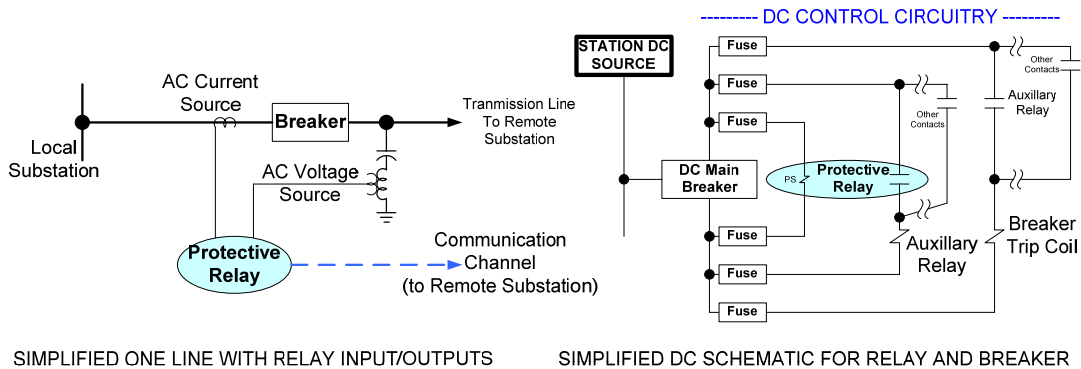 AC Current
Source
Breaker
Tranmission Line
To Remote
Substation
Local
Substation
AC Voltage
Source
Protective
Relay
Communication
Channel
(to Remote Substation)
SIMPLIFIED ONE LINE WITH RELAY INPUT/OUTPUTS
--------- DC CONTROL CIRCUITRY ---------
STATION DC
SOURCE
Fuse
Fuse
Fuse
Other
Contacts
Auxillary
Relay
Other
Contacts
DC Main
Breaker
PS
Protective
Relay
Fuse
Fuse
Fuse
Auxillary
Relay
Breaker
Trip Coil
SIMPLIFIED DC SCHEMATIC FOR RELAY AND BREAKER